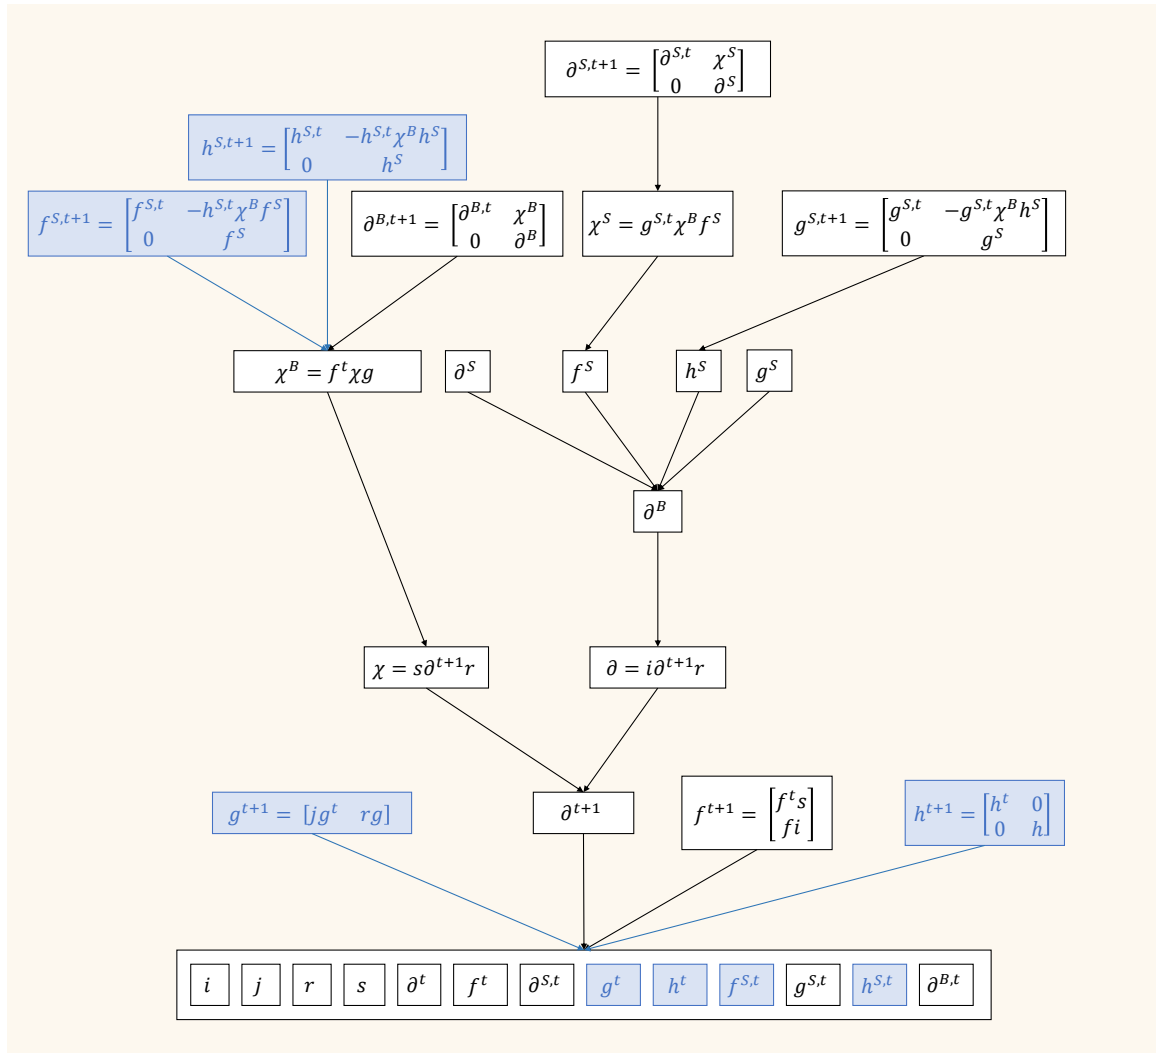 ∂^{S,t+1} = [∂^{S,t} χ^S; 0 ∂^S]
h^{S,t+1} = [h^{S,t} −h^{S,t}χ^B h^S; 0 h^S]
f^{S,t+1} = [f^{S,t} −h^{S,t}χ^B f^S; 0 f^S]
∂^{B,t+1} = [∂^{B,t} χ^B; 0 ∂^B]
χ^S = g^{S,t}χ^B f^S
g^{S,t+1} = [g^{S,t} −g^{S,t}χ^B h^S; 0 g^S]
χ^B = f^tχg
∂^S
f^S
h^S
g^S
∂^B
χ = s∂^{t+1}r
∂ = i∂^{t+1}r
g^{t+1} = [jg^t rg]
∂^{t+1}
f^{t+1} = [f^t s; fi]
h^{t+1} = [h^t 0; 0 h]
i j r s ∂^t f^t ∂^{S,t} g^t h^t f^{S,t} g^{S,t} h^{S,t} ∂^{B,t}